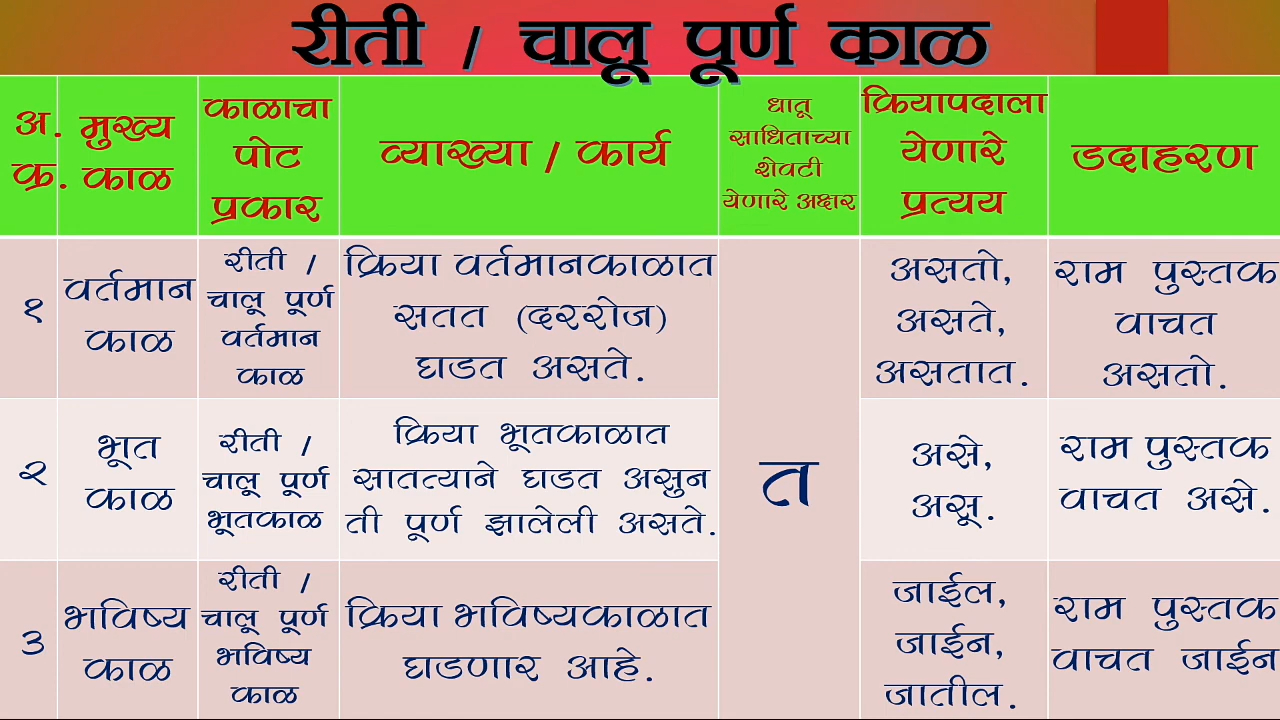 रीती / चालू पूर्ण काळ
अ.
क्र.
मुख्य
काळ
काळाचा
पोट
प्रकार
व्याख्या / कार्य
धातू
साधिताच्या
शेवटी
येणारे अक्षर
क्रियापदाला
येणारे
प्रत्यय
उदाहरण
१
वर्तमान
काळ
रीती /
चालू पूर्ण
वर्तमान
काळ
क्रिया वर्तमानकाळात
सतत (दररोज)
घडत असते.
त
असतो,
असते,
असतात.
राम पुस्तक
वाचत
असतो.
२
भूत
काळ
रीती /
चालू पूर्ण
भूतकाळ
क्रिया भूतकाळात
सातत्याने घडत असुन
ती पूर्ण झालेली असते.
असे,
असू.
राम पुस्तक
वाचत असे.
३
भविष्य
काळ
रीती /
चालू पूर्ण
भविष्य
काळ
क्रिया भविष्यकाळात
घडणार आहे.
जाईल,
जाईन,
जातील.
राम पुस्तक
वाचत जाईन